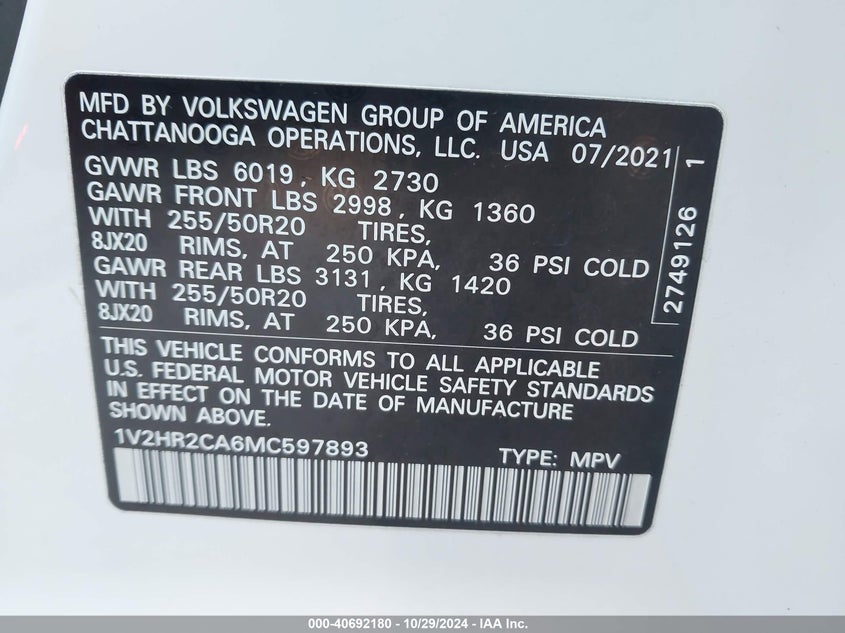 MFD BY VOLKSWAGEN GROUP OF AMERICA
CHATTANOOGA OPERATIONS, LLC. USA 07/2021
GVWR LBS 6019, KG 2730
GAWR FRONT LBS 2998, KG 1360
WITH 255/50R20 TIRES,
8JX20 RIMS, AT 250 KPA, 36 PSI COLD
GAWR REAR LBS 3131, KG 1420
WITH 255/50R20 TIRES,
8JX20 RIMS, AT 250 KPA, 36 PSI COLD
2749126 1
THIS VEHICLE CONFORMS TO ALL APPLICABLE
U.S. FEDERAL MOTOR VEHICLE SAFETY STANDARDS
IN EFFECT ON THE DATE OF MANUFACTURE
SHOWN ABOVE.
1V2HR2CA6MC597893 TYPE: MPV
000-40692180 - 10/29/2024 - IAA Inc.